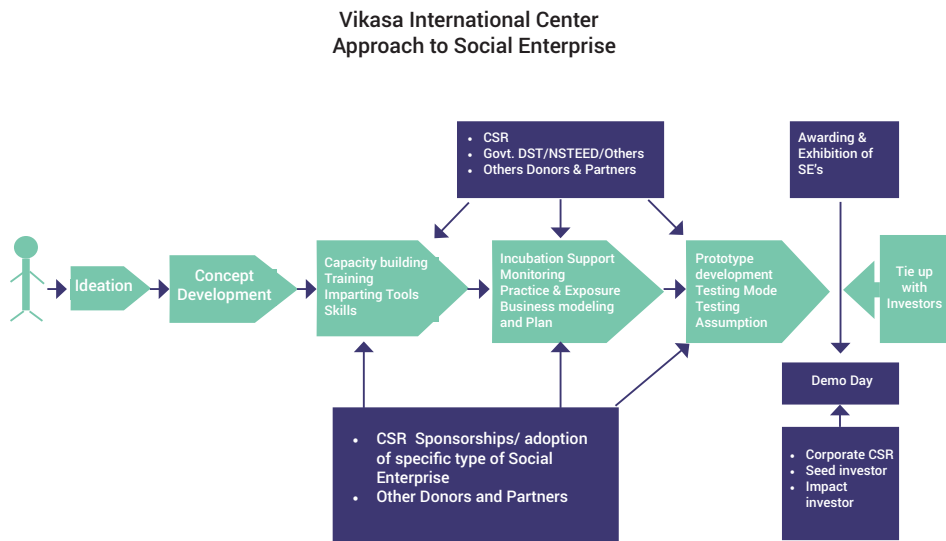 Vikasa International Center
Approach to Social Enterprise
• CSR
• Govt. DST/NSTEED/Others
• Others Donors & Partners
Awarding &
Exhibition of
SE's
Ideation
Concept
Development
Capacity building
Training
Imparting Tools
Skills
Incubation Support
Monitoring
Practice & Exposure
Business modeling
and Plan
Prototype
development
Testing Mode
Testing
Assumption
Tie up
with
Investors
Demo Day
• CSR Sponsorships/ adoption
of specific type of Social
Enterprise
• Other Donors and Partners
• Corporate CSR
• Seed investor
• Impact
investor